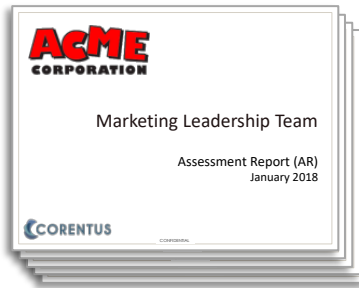 ACME
CORPORATION
Marketing Leadership Team
Assessment Report (AR)
January 2018
CORENTUS
CONFIDENTIAL